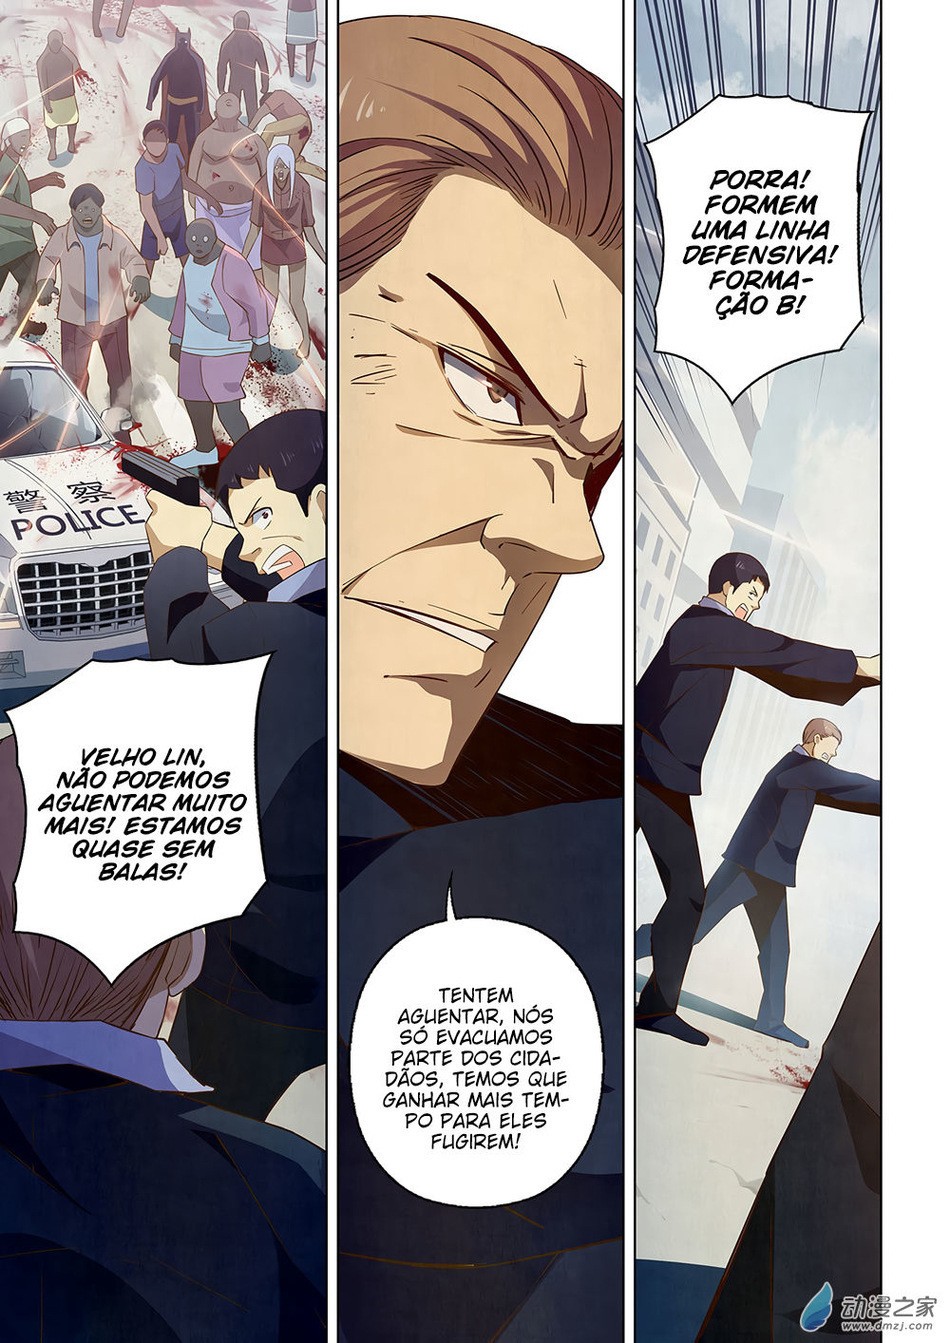 PORRA!
FORMEM
UMA LINHA
DEFENSIVA!
FORMA-
ÇÃO B!
TENTEM
AGUENTAR, NÓS
SÓ EVACUAMOS
PARTE DOS CIDA-
DÃOS, TEMOS QUE
GANHAR MAIS TEM-
PO PARA ELES
FUGIREM!
警察
POLICE
VELHO LIN,
NÃO PODEMOS
AGUENTAR MUITO
MAIS! ESTAMOS
QUASE SEM
BALAS!
动漫之家
www.dmzj.com